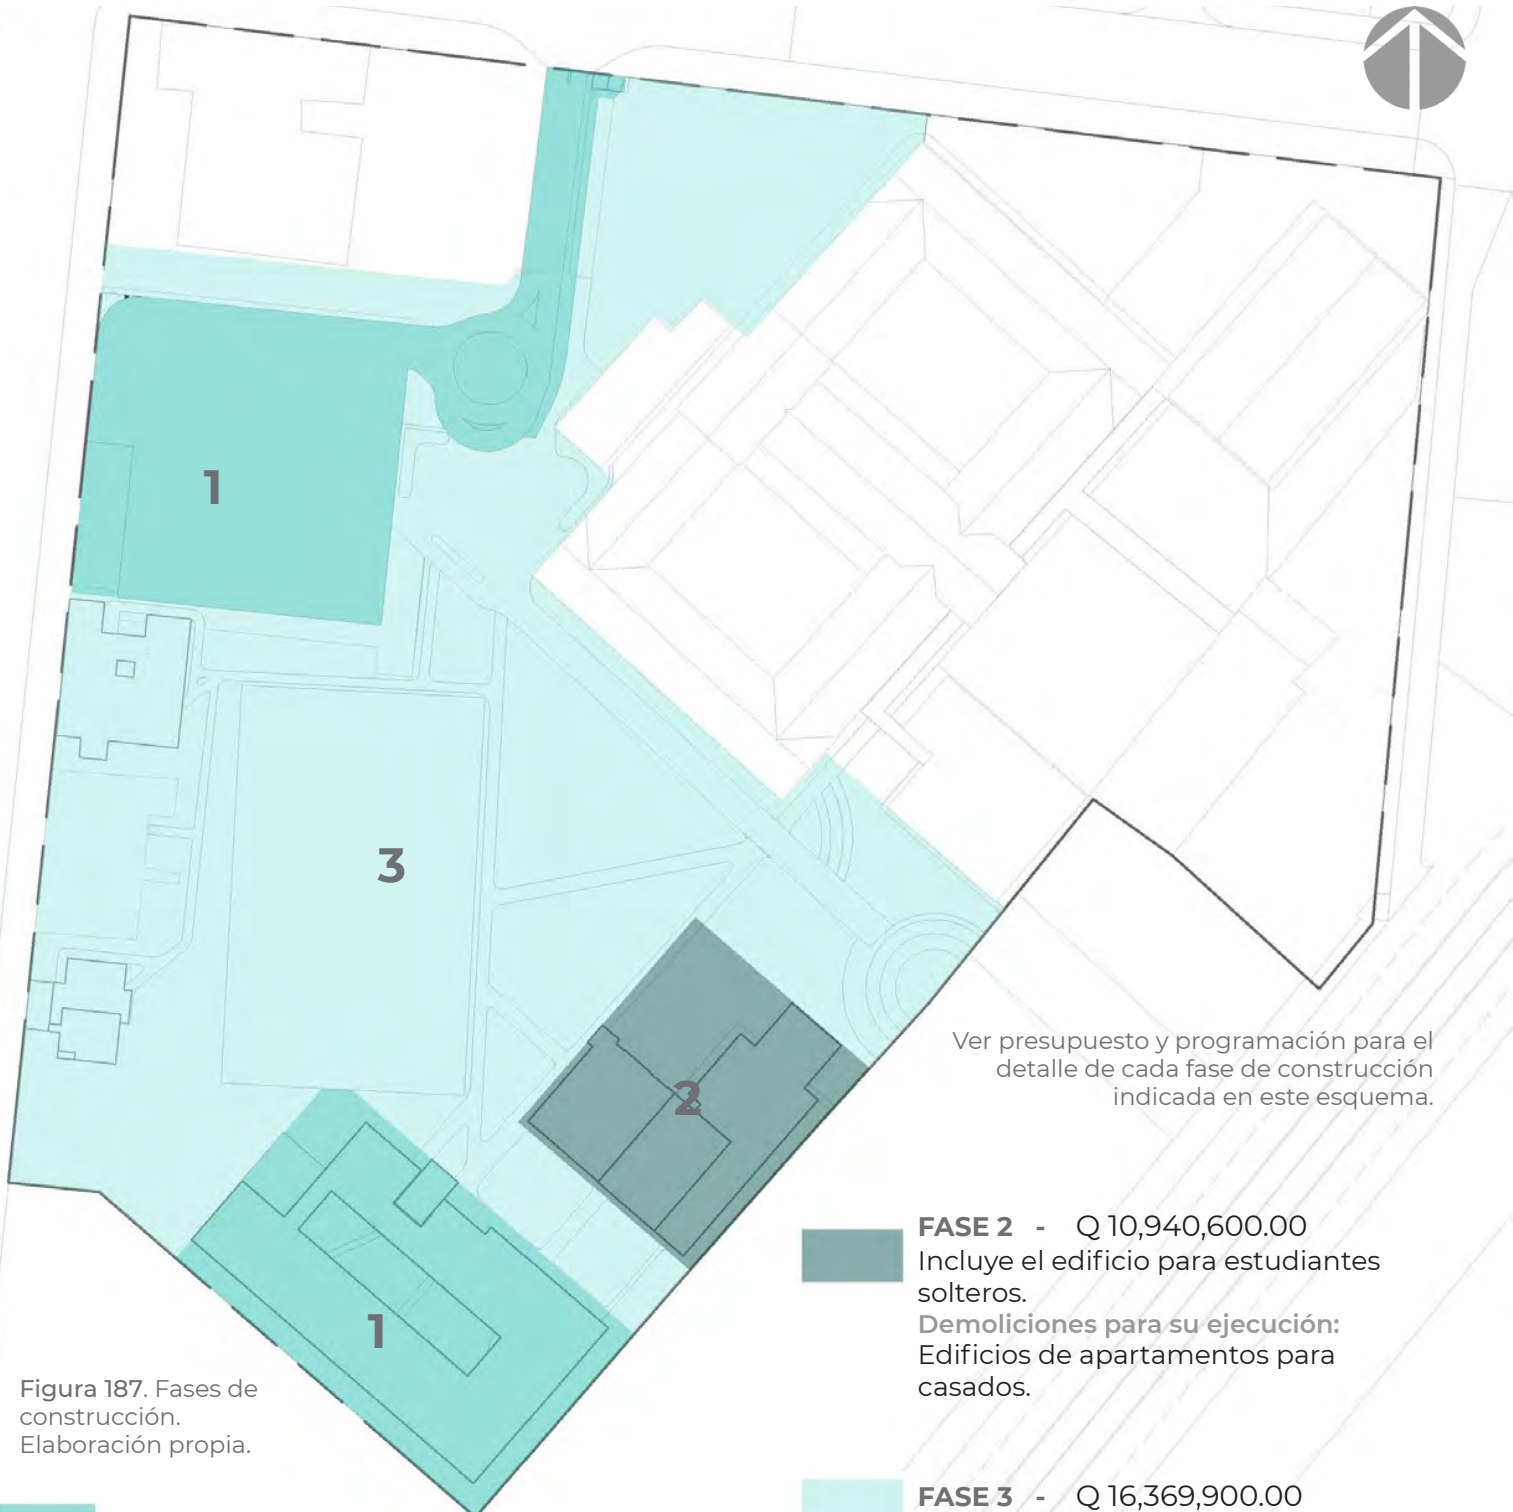 1
3
2
1
Ver presupuesto y programación para el
detalle de cada fase de construcción
indicada en este esquema.
FASE 2 - Q 10,940,600.00
Incluye el edificio para estudiantes
solteros.
Demoliciones para su ejecución:
Edificios de apartamentos para
casados.
Figura 187. Fases de
construcción.
Elaboración propia.
FASE 3 - Q 16,369,900.00